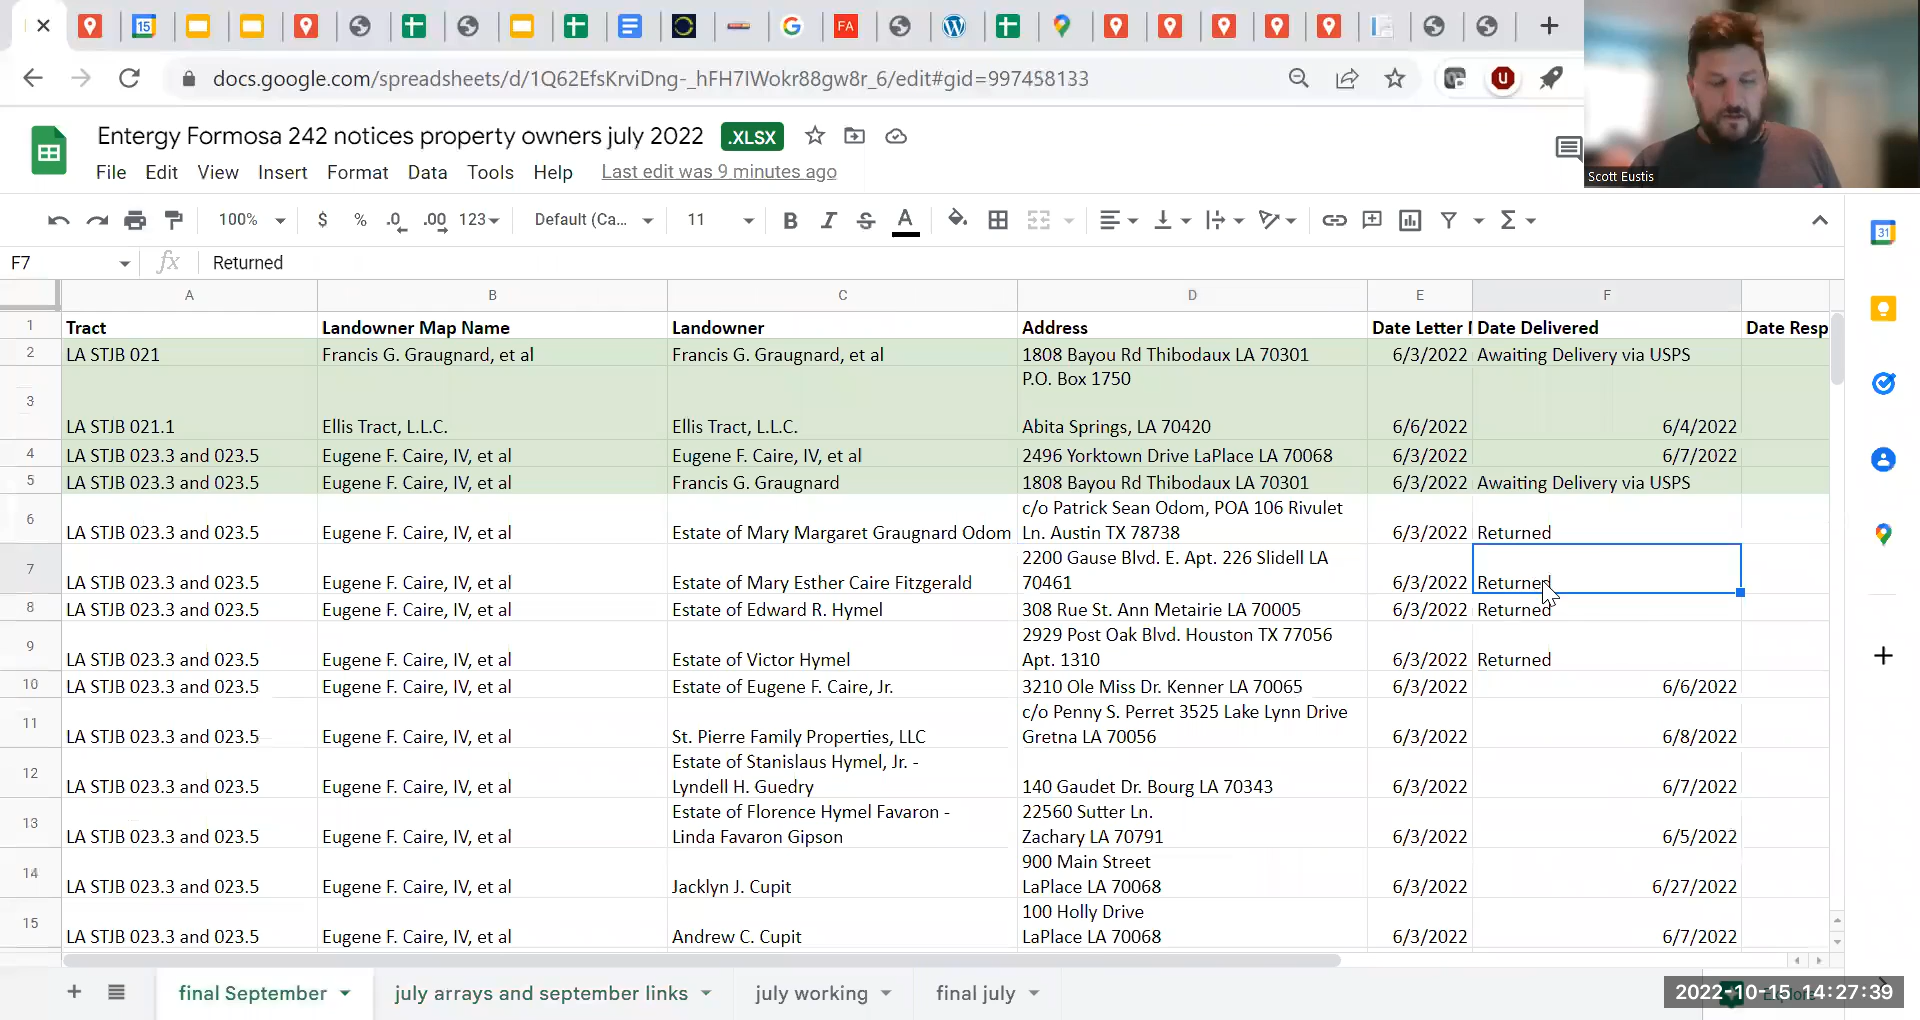 15
FA
docs.google.com/spreadsheets/d/1Q62EfsKrviDng-_hFH7IWokr88gw8r_6/edit#gid=997458133
Scott Eustis
Entergy Formosa 242 notices property owners july 2022 .XLSX
File Edit View Insert Format Data Tools Help Last edit was 9 minutes ago
100% $ % .0 .00 123 Default (Ca... 11 B I S A
31
F7 fx Returned
A B C D E F
1 Tract Landowner Map Name Landowner Address Date Letter Date Delivered Date Resp
2 LA STJB 021 Francis G. Graugnard, et al Francis G. Graugnard, et al 1808 Bayou Rd Thibodaux LA 70301 6/3/2022 Awaiting Delivery via USPS
P.O. Box 1750
3 LA STJB 021.1 Ellis Tract, L.L.C. Ellis Tract, L.L.C. Abita Springs, LA 70420 6/6/2022 6/4/2022
4 LA STJB 023.3 and 023.5 Eugene F. Caire, IV, et al Eugene F. Caire, IV, et al 2496 Yorktown Drive LaPlace LA 70068 6/3/2022 6/7/2022
5 LA STJB 023.3 and 023.5 Eugene F. Caire, IV, et al Francis G. Graugnard 1808 Bayou Rd Thibodaux LA 70301 6/3/2022 Awaiting Delivery via USPS
c/o Patrick Sean Odom, POA 106 Rivulet
6 LA STJB 023.3 and 023.5 Eugene F. Caire, IV, et al Estate of Mary Margaret Graugnard Odom Ln. Austin TX 78738 6/3/2022 Returned
2200 Gause Blvd. E. Apt. 226 Slidell LA
7 LA STJB 023.3 and 023.5 Eugene F. Caire, IV, et al Estate of Mary Esther Caire Fitzgerald 70461 6/3/2022 Returned
8 LA STJB 023.3 and 023.5 Eugene F. Caire, IV, et al Estate of Edward R. Hymel 308 Rue St. Ann Metairie LA 70005 6/3/2022 Returned
2929 Post Oak Blvd. Houston TX 77056
9 LA STJB 023.3 and 023.5 Eugene F. Caire, IV, et al Estate of Victor Hymel Apt. 1310 6/3/2022 Returned
10 LA STJB 023.3 and 023.5 Eugene F. Caire, IV, et al Estate of Eugene F. Caire, Jr. 3210 Ole Miss Dr. Kenner LA 70065 6/3/2022 6/6/2022
c/o Penny S. Perret 3525 Lake Lynn Drive
11 LA STJB 023.3 and 023.5 Eugene F. Caire, IV, et al St. Pierre Family Properties, LLC Gretna LA 70056 6/3/2022 6/8/2022
Estate of Stanislaus Hymel, Jr. -
12 LA STJB 023.3 and 023.5 Eugene F. Caire, IV, et al Lyndell H. Guedry 140 Gaudet Dr. Bourg LA 70343 6/3/2022 6/7/2022
Estate of Florence Hymel Favaron - 22560 Sutter Ln.
13 LA STJB 023.3 and 023.5 Eugene F. Caire, IV, et al Linda Favaron Gipson Zachary LA 70791 6/3/2022 6/5/2022
900 Main Street
14 LA STJB 023.3 and 023.5 Eugene F. Caire, IV, et al Jacklyn J. Cupit LaPlace LA 70068 6/3/2022 6/27/2022
100 Holly Drive
15 LA STJB 023.3 and 023.5 Eugene F. Caire, IV, et al Andrew C. Cupit LaPlace LA 70068 6/3/2022 6/7/2022
final September july arrays and september links july working final july
2022-10-15 14:27:39